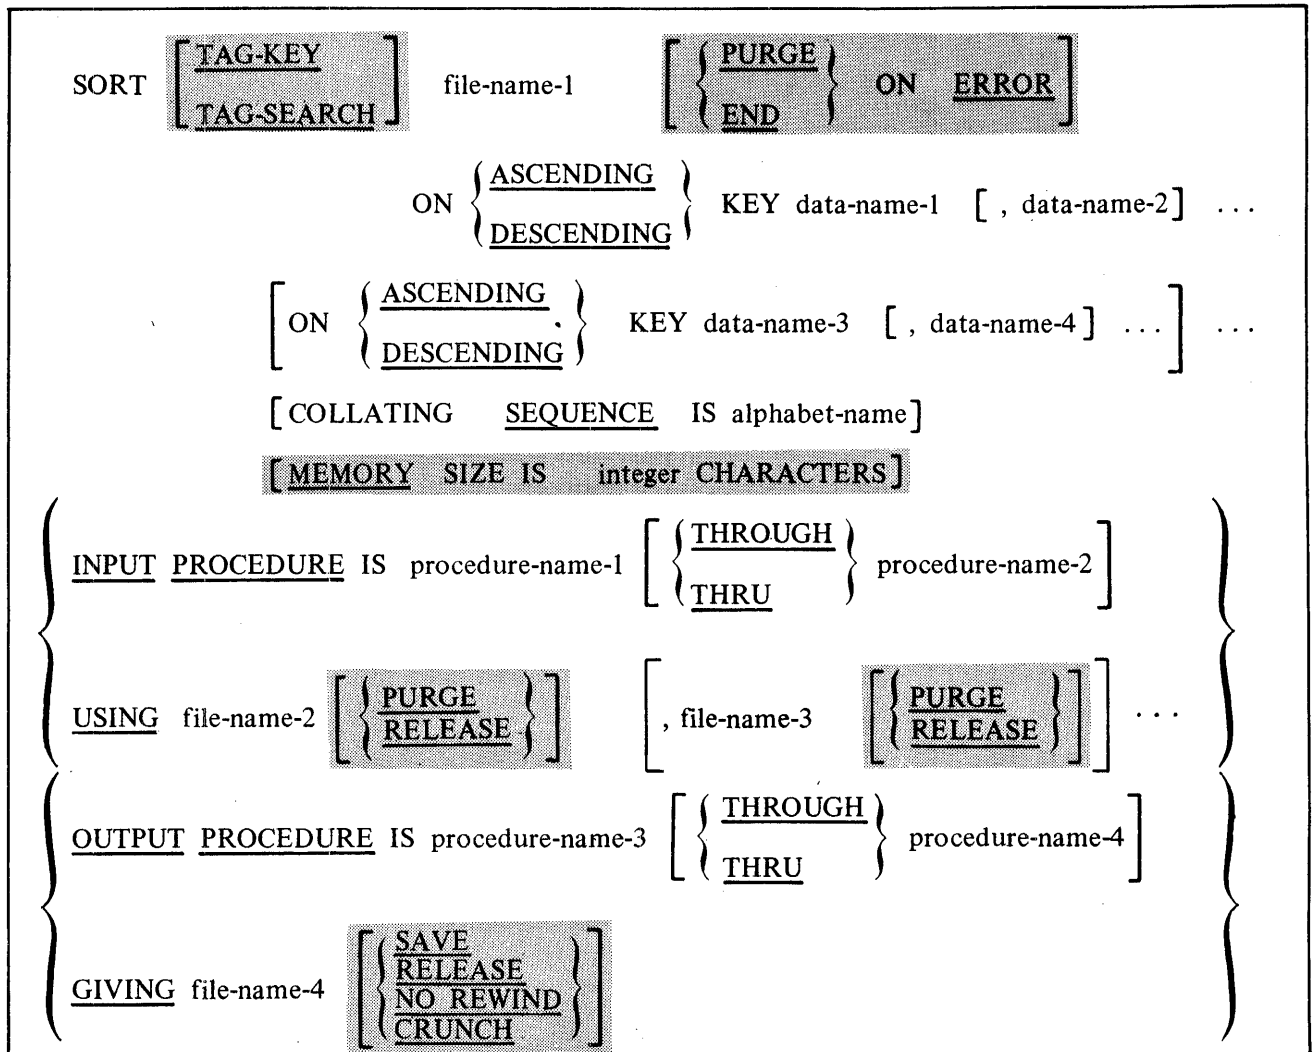 TAG-KEY PURGE
SORT file-name-1 ON ERROR
TAG-SEARCH END
ASCENDING
ON KEY data-name-1 [ , data-name-2] ...
DESCENDING
ASCENDING
ON KEY data-name-3 [ , data-name-4] ... ...
DESCENDING
[COLLATING SEQUENCE IS alphabet-name]
[MEMORY SIZE IS integer CHARACTERS]
THROUGH
INPUT PROCEDURE IS procedure-name-1 procedure-name-2
THRU
PURGE PURGE
USING file-name-2 , file-name-3 ...
RELEASE RELEASE
THROUGH
OUTPUT PROCEDURE IS procedure-name-3 procedure-name-4
THRU
SAVE
RELEASE
GIVING file-name-4
NO REWIND
CRUNCH